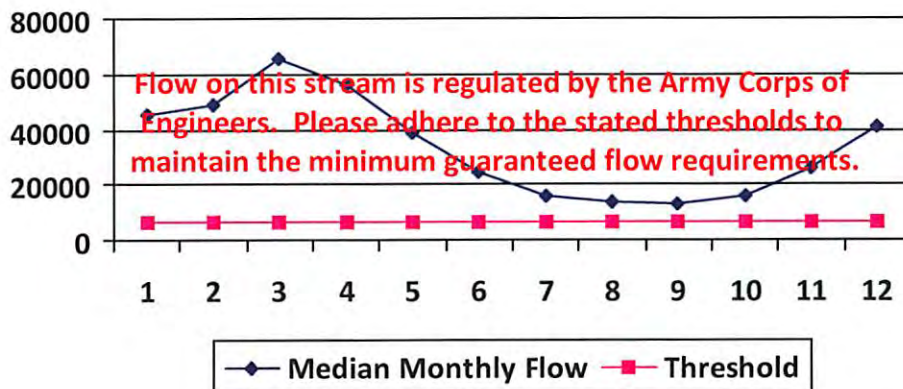 80000
60000
40000
20000
0
Flow on this stream is regulated by the Army Corps of
Engineers. Please adhere to the stated thresholds to
maintain the minimum guaranteed flow requirements.
1 2 3 4 5 6 7 8 9 10 11 12
Median Monthly Flow Threshold